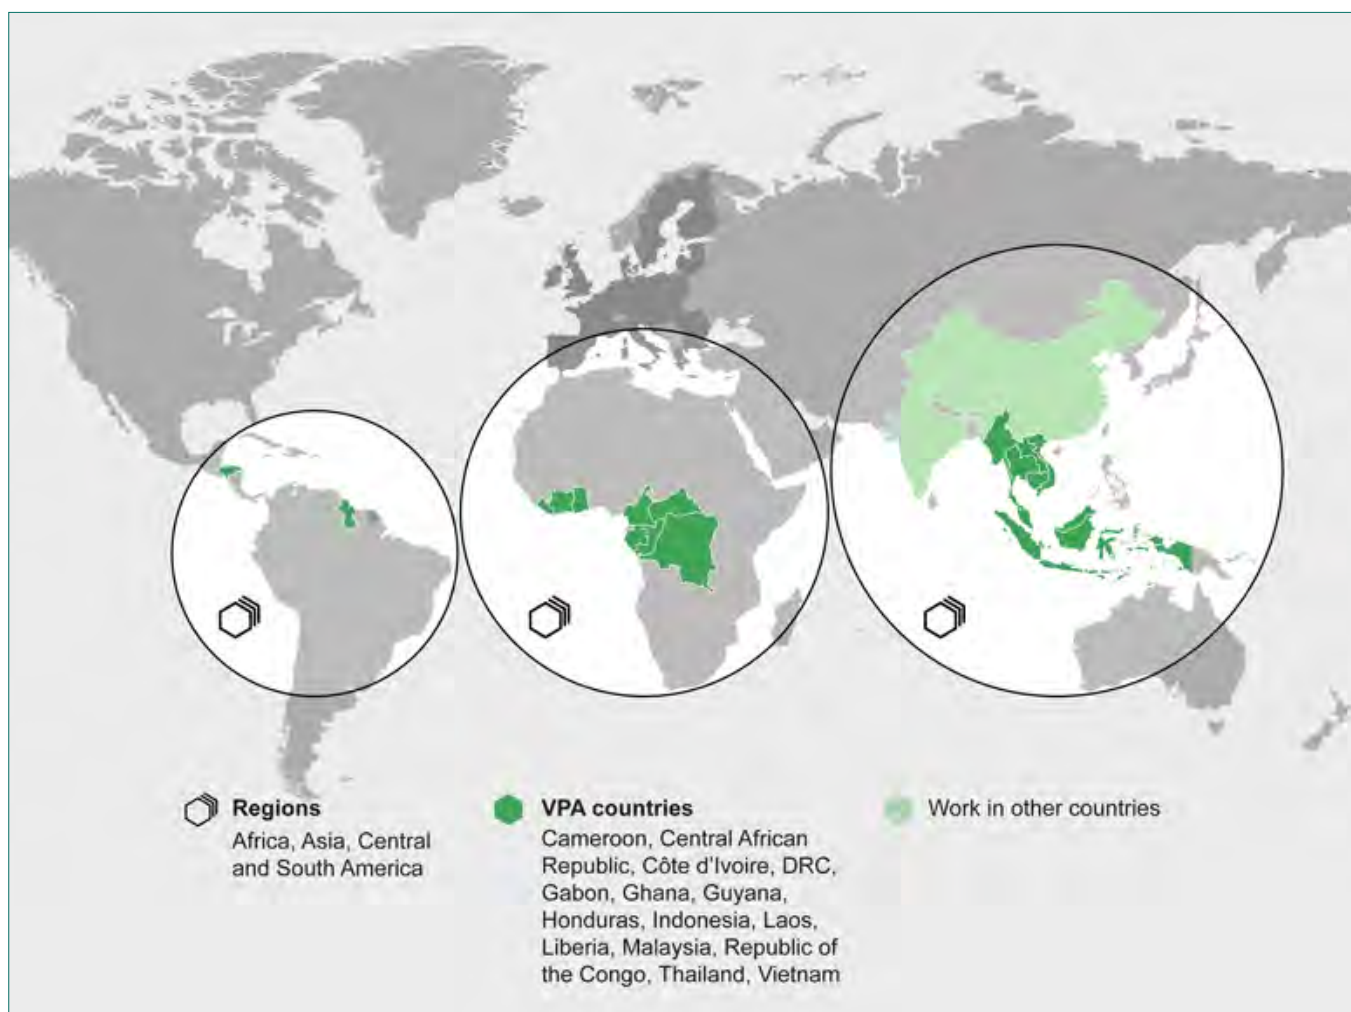 Regions
Africa, Asia, Central
and South America
VPA countries
Cameroon, Central African
Republic, Côte d’Ivoire, DRC,
Gabon, Ghana, Guyana,
Honduras, Indonesia, Laos,
Liberia, Malaysia, Republic of
the Congo, Thailand, Vietnam
Work in other countries